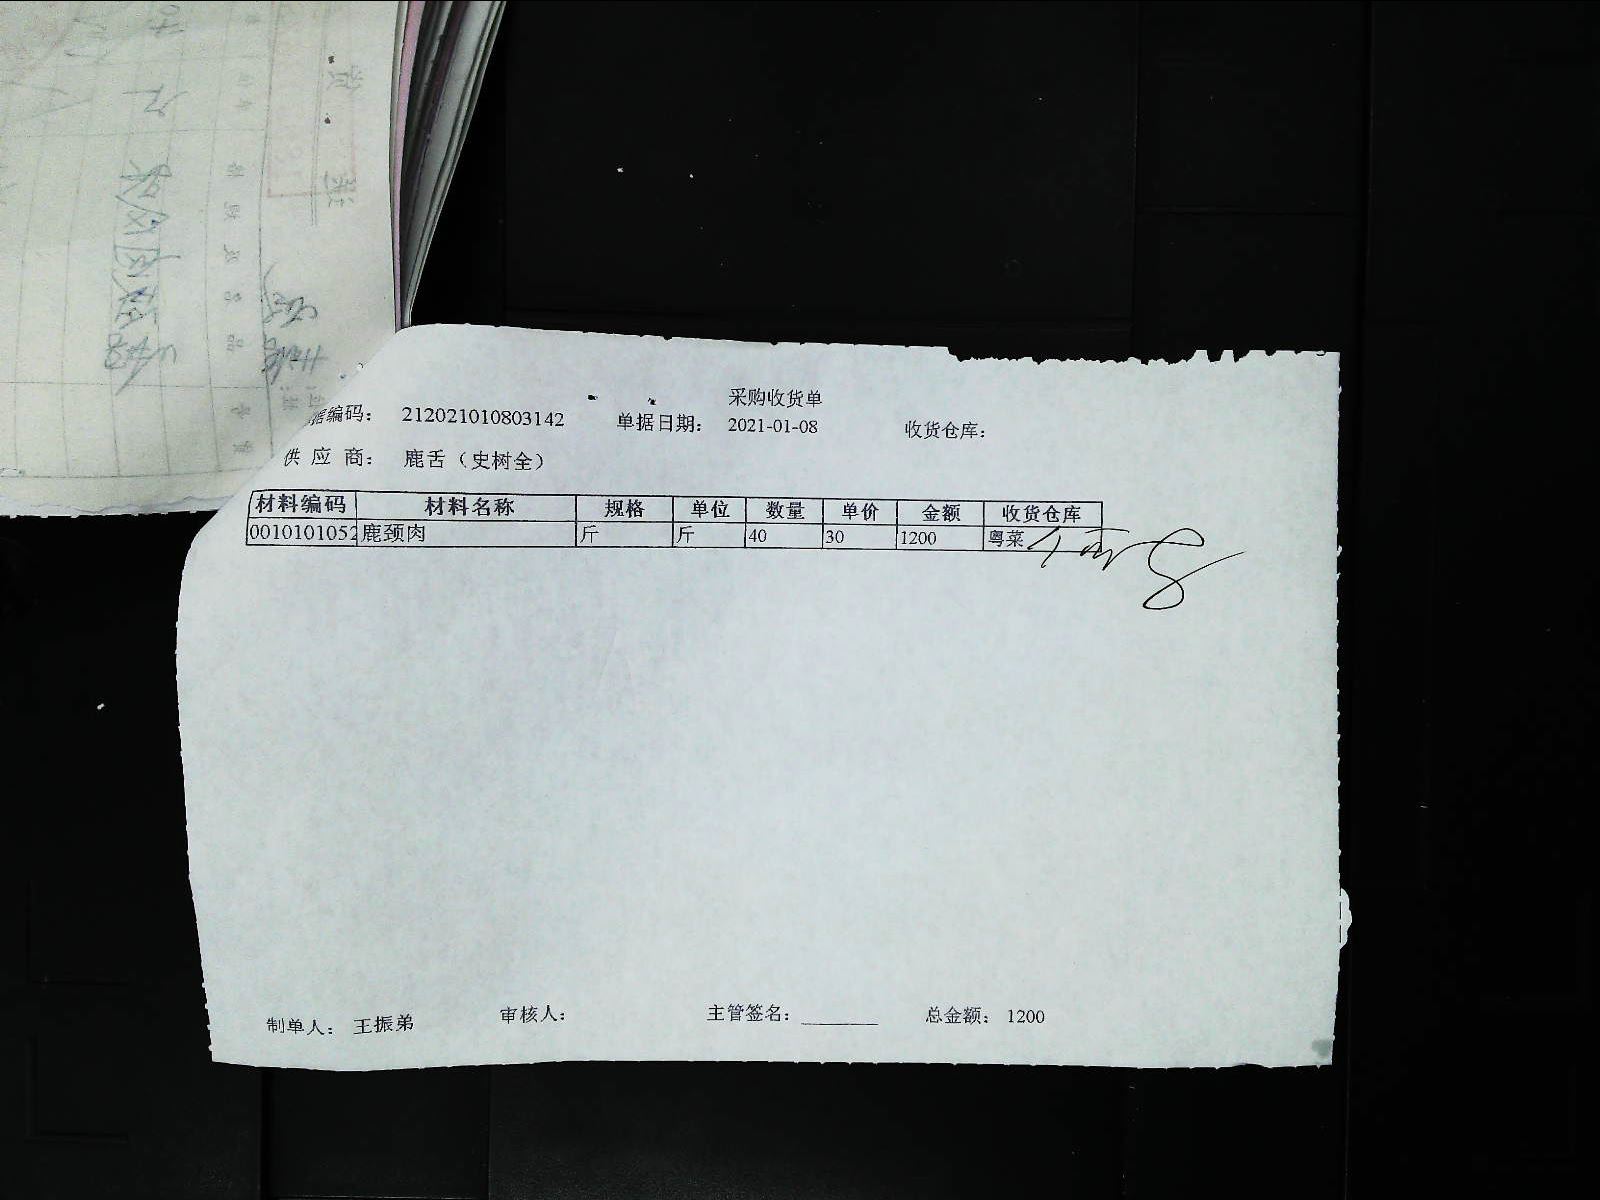 采购收货单
据编码： 212021010803142 单据日期： 2021-01-08 收货仓库：
供应商： 鹿舌（史树全）
材料编码 材料名称 规格 单位 数量 单价 金额 收货仓库
0010101052 鹿颈肉 斤 斤 40 30 1200 粤菜
制单人： 王振弟 审核人： 主管签名： 总金额： 1200